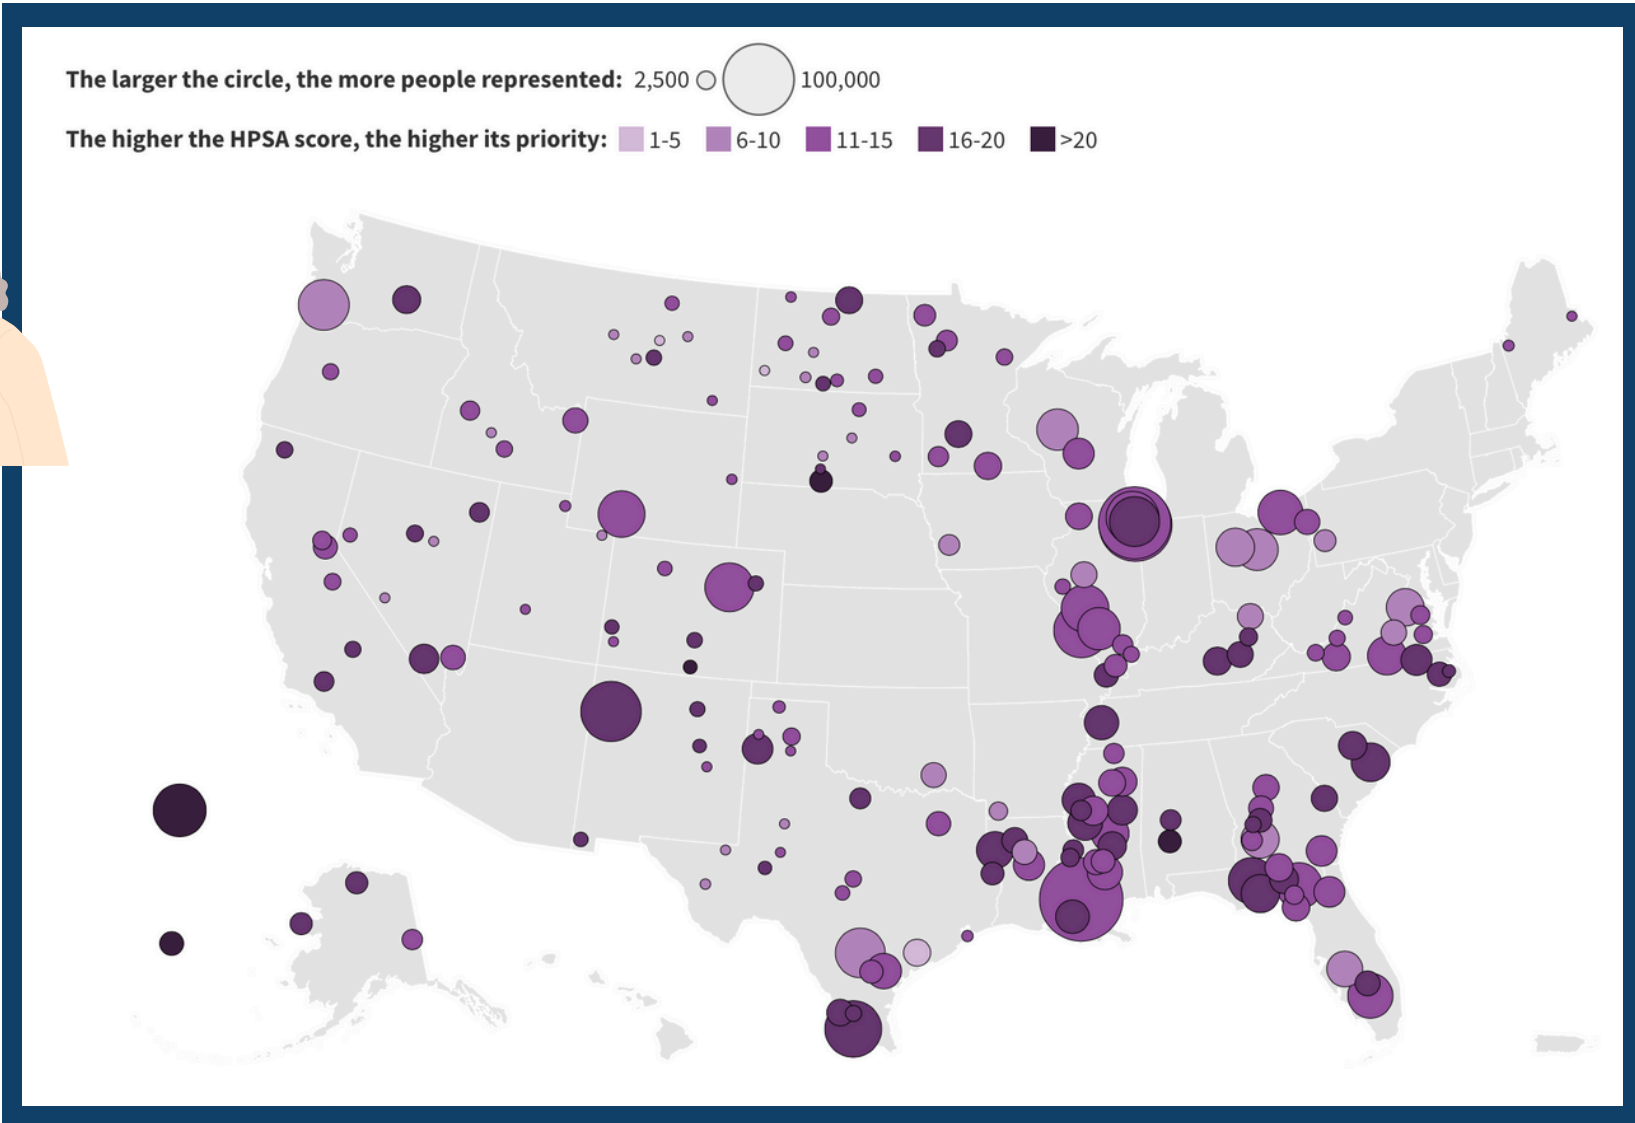 The larger the circle, the more people represented: 2,500 100,000
The higher the HPSA score, the higher its priority: 1-5 6-10 11-15 16-20 >20